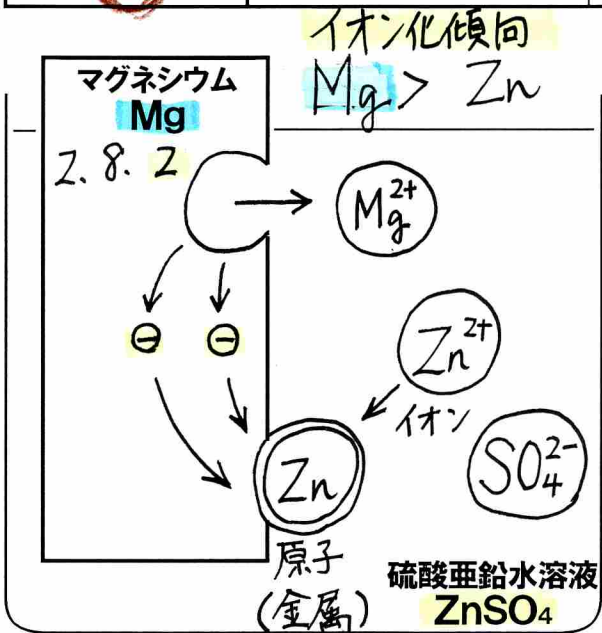 イオン化傾向
Mg > Zn
マグネシウム
Mg
2. 8. 2
Mg2+
⊖ ⊖
Zn2+
イオン
SO42-
Zn
原子
(金属)
硫酸亜鉛水溶液
ZnSO4